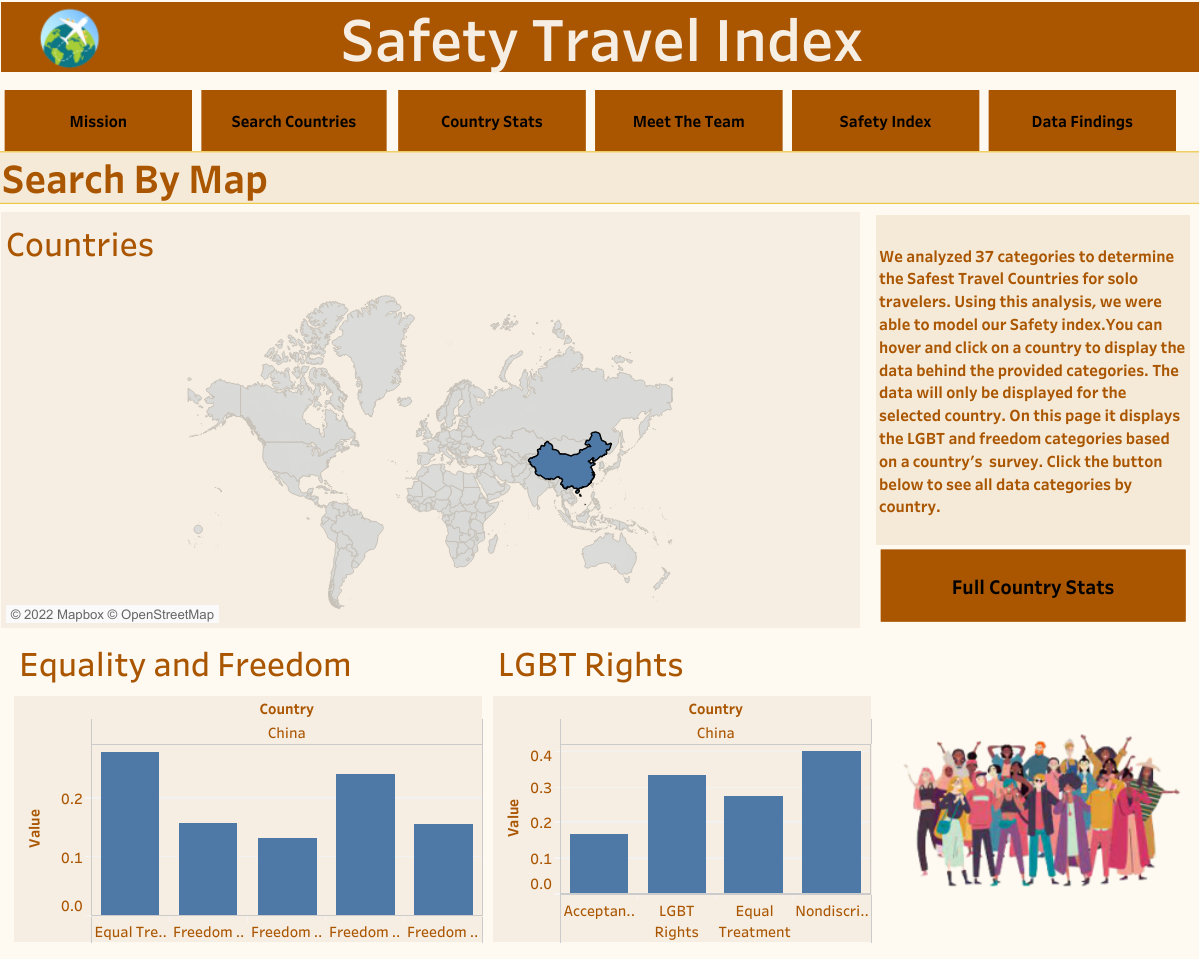 Safety Travel Index
Mission
Search Countries
Country Stats
Meet The Team
Safety Index
Data Findings
Search By Map
Countries
We analyzed 37 categories to determine
the Safest Travel Countries for solo
travelers. Using this analysis, we were
able to model our Safety index.You can
hover and click on a country to display the
data behind the provided categories. The
data will only be displayed for the
selected country. On this page it displays
the LGBT and freedom categories based
on a country's  survey. Click the button
below to see all data categories by
country.
© 2022 Mapbox © OpenStreetMap
Full Country Stats
Equality and Freedom
Country
China
Value
0.2
0.1
0.0
Equal Tre..
Freedom ..
Freedom ..
Freedom ..
Freedom ..
LGBT Rights
Country
China
Value
0.4
0.3
0.2
0.1
0.0
Acceptan..
LGBT
Rights
Equal
Treatment
Nondiscri..